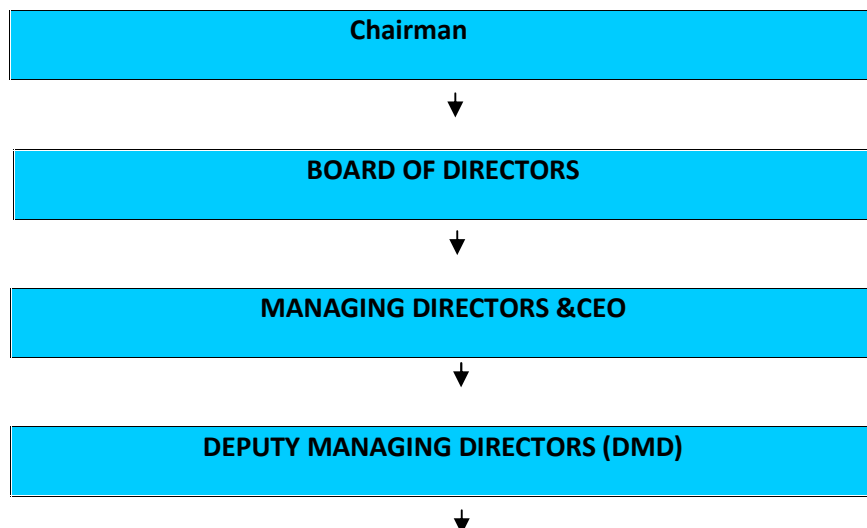 Chairman
BOARD OF DIRECTORS
MANAGING DIRECTORS &CEO
DEPUTY MANAGING DIRECTORS (DMD)